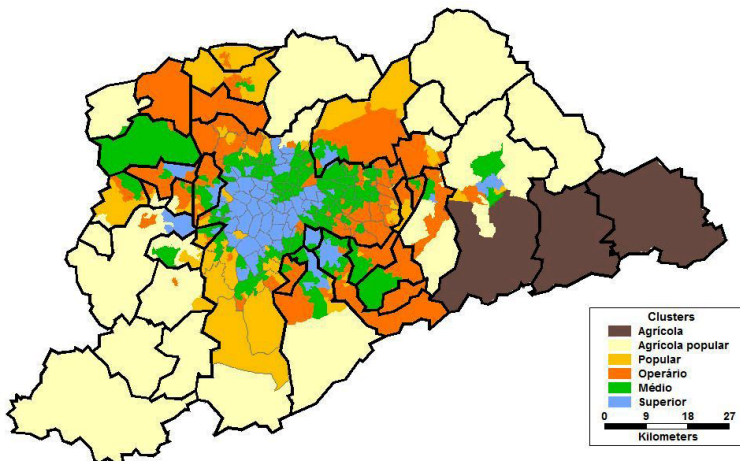 Clusters
Agrícola
Agrícola popular
Popular
Operário
Médio
Superior
0 9 18 27
Kilometers